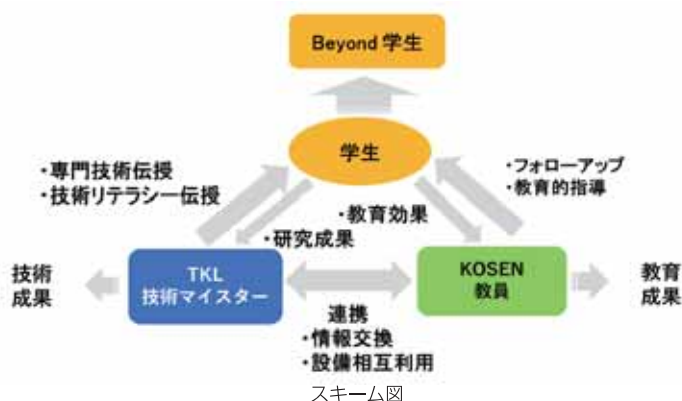 Beyond 学生
学生
・専門技術伝授
・技術リテラシー伝授
・フォローアップ
・教育的指導
・教育効果
・研究成果
技術
成果
TKL
技術マイスター
KOSEN
教員
教育
成果
連携
・情報交換
・設備相互利用
スキーム図